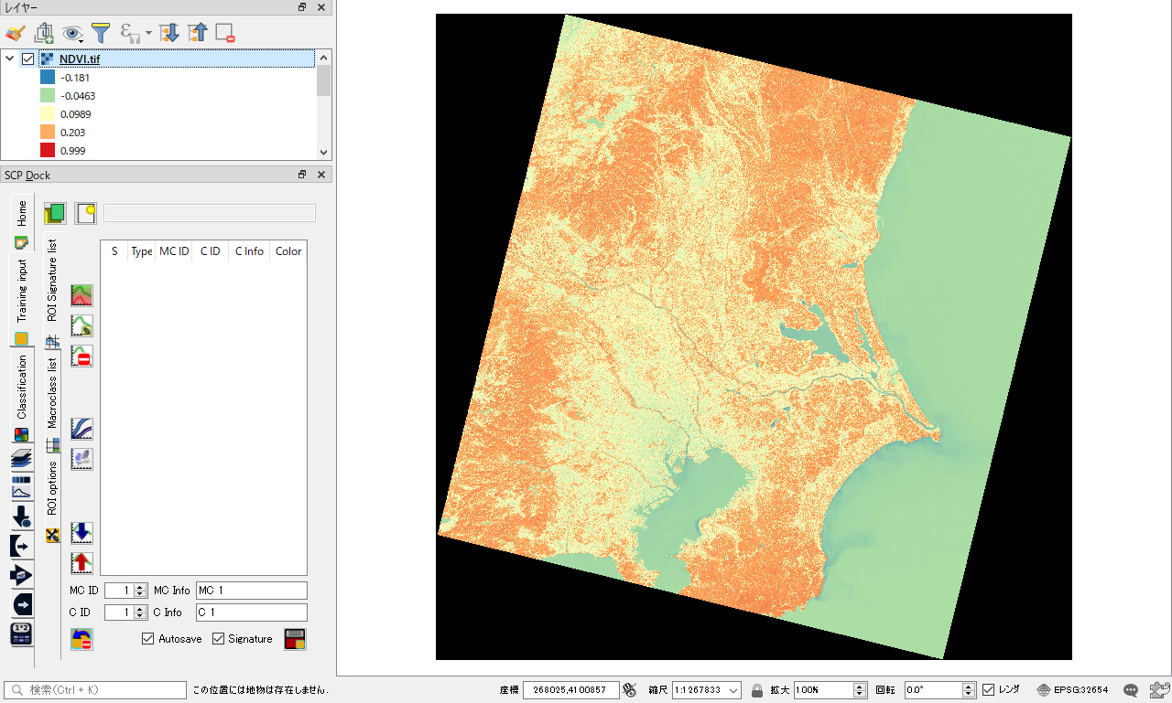 レイヤー
NDVI.tif
-0.181
-0.0463
0.0989
0.203
0.999
SCP Dock
Home
Training input
Classification
ROI Signature list
Macroclass list
ROI options
S Type MC ID C ID C Info Color
MC ID 1 MC Info MC 1
C ID 1 C Info C 1
Autosave Signature
検索(Ctrl + K) この位置には地物は存在しません. 座標 268025,4100857 縮尺 1:1267833 拡大 100% 回転 0.0° レンダ EPSG:32654